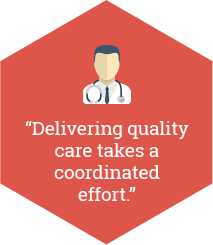 “Delivering quality
care takes a
coordinated
effort.”